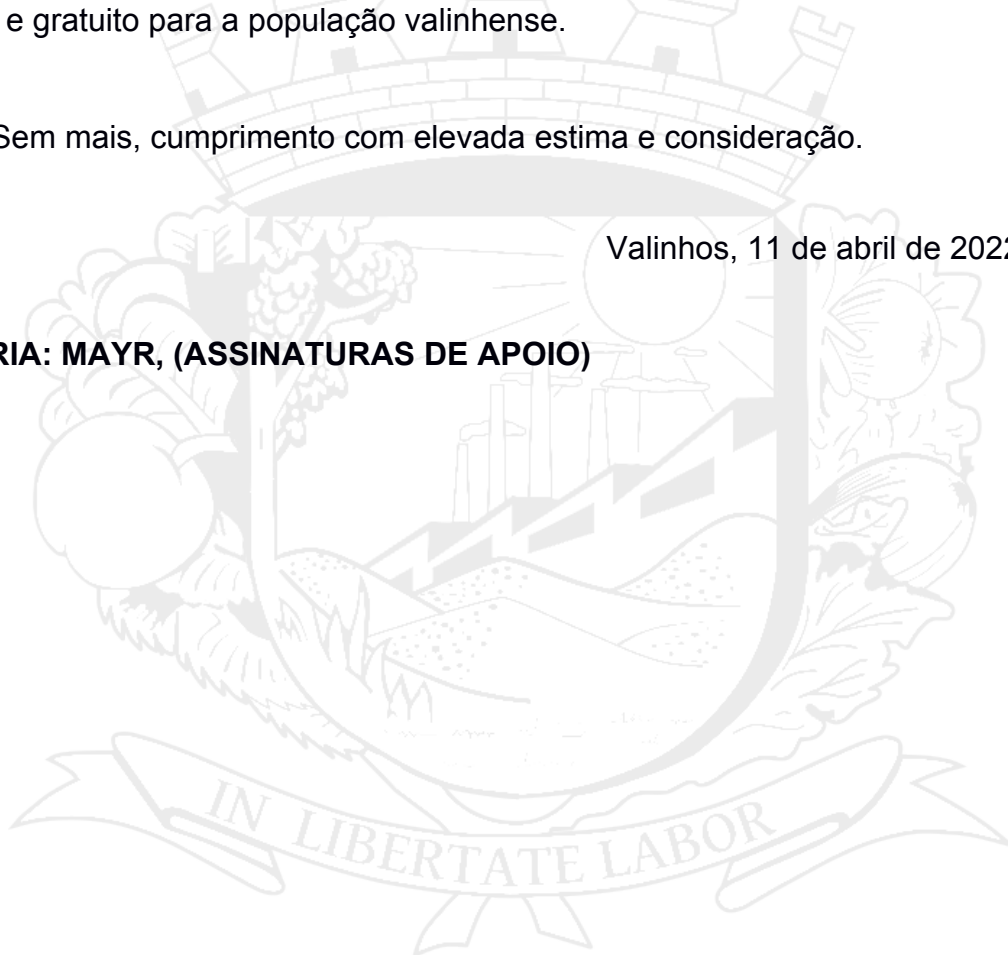 e gratuito para a população valinhense.
Sem mais, cumprimento com elevada estima e consideração.
Valinhos, 11 de abril de 2022
RIA: MAYR, (ASSINATURAS DE APOIO)
IN LIBERTATE LABOR